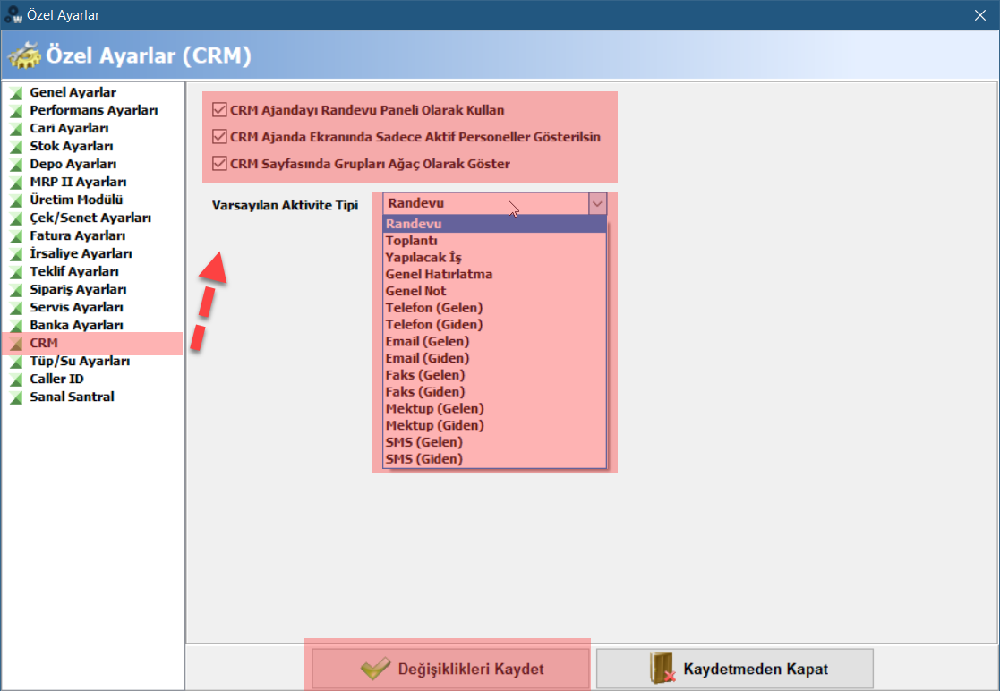 Özel Ayarlar
Özel Ayarlar (CRM)
Genel Ayarlar
Performans Ayarları
Cari Ayarları
Stok Ayarları
Depo Ayarları
MRP II Ayarları
Üretim Modülü
Çek/Senet Ayarları
Fatura Ayarları
İrsaliye Ayarları
Teklif Ayarları
Sipariş Ayarları
Servis Ayarları
Banka Ayarları
CRM
Tüp/Su Ayarları
Caller ID
Sanal Santral
CRM Ajandayı Randevu Paneli Olarak Kullan
CRM Ajanda Ekranında Sadece Aktif Personeller Gösterilsin
CRM Sayfasında Grupları Ağaç Olarak Göster
Varsayılan Aktivite Tipi
Randevu
Randevu
Toplantı
Yapılacak İş
Genel Hatırlatma
Genel Not
Telefon (Gelen)
Telefon (Giden)
Email (Gelen)
Email (Giden)
Faks (Gelen)
Faks (Giden)
Mektup (Gelen)
Mektup (Giden)
SMS (Gelen)
SMS (Giden)
Değişiklikleri Kaydet
Kaydetmeden Kapat